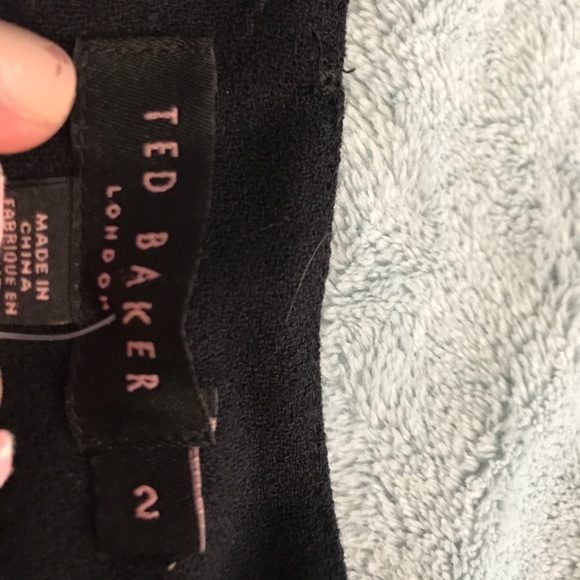 TED BAKER
LONDON
2
MADE IN
CHINA
FABRIQUE EN